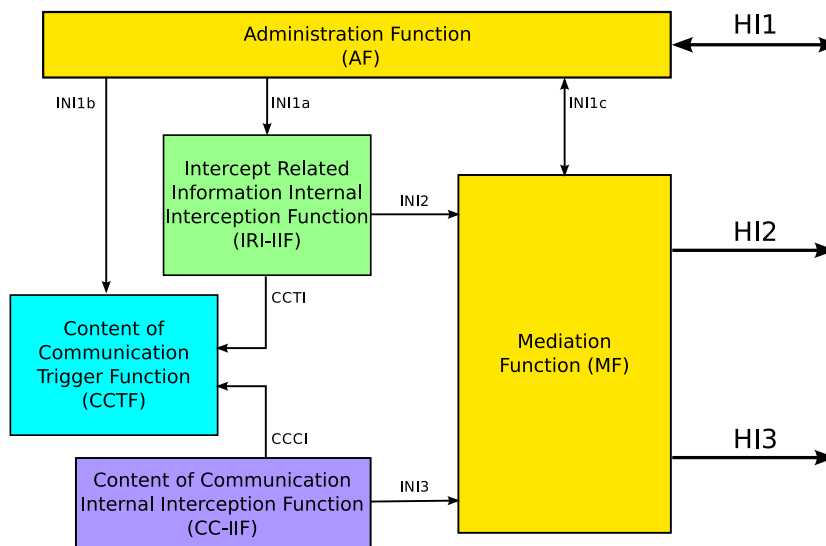 Administration Function
(AF)
HI1
INI1b
INI1a
INI1c
Intercept Related
Information Internal
Interception Function
(IRI-IIF)
INI2
HI2
CCTI
Content of
Communication
Trigger Function
(CCTF)
Mediation
Function (MF)
CCCI
HI3
Content of Communication
Internal Interception Function
(CC-IIF)
INI3